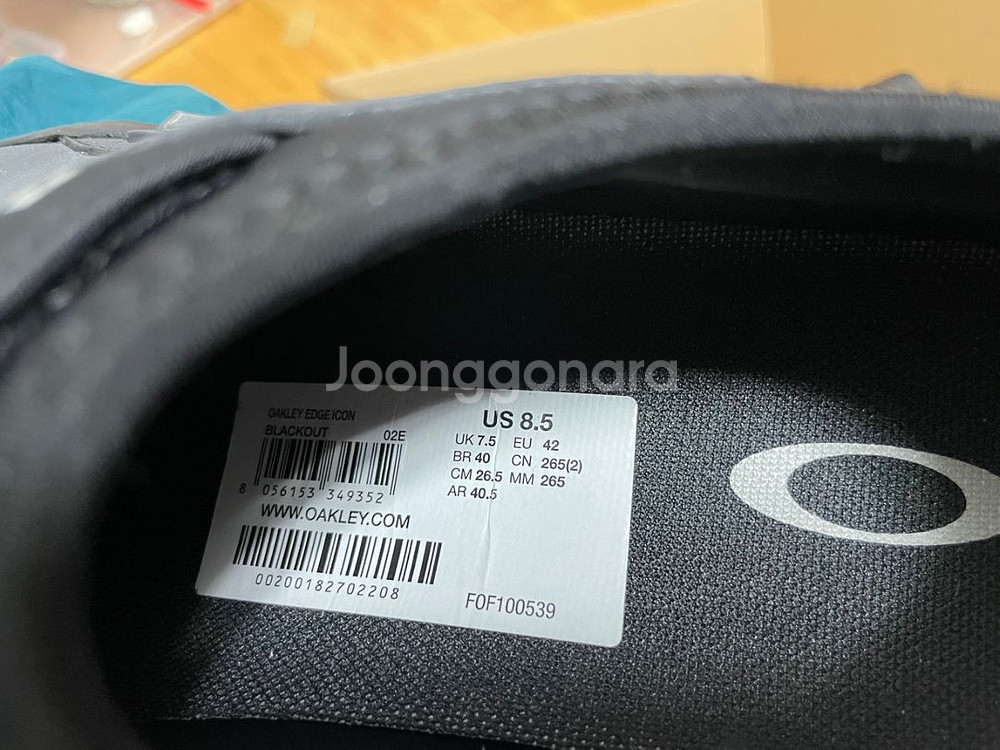 Joonggonara
OAKLEY EDGE ICON
BLACKOUT 02E
8 056153 349352
WWW.OAKLEY.COM
00200182702208
US 8.5
UK 7.5 EU 42
BR 40 CN 265(2)
CM 26.5 MM 265
AR 40.5
FOF100539